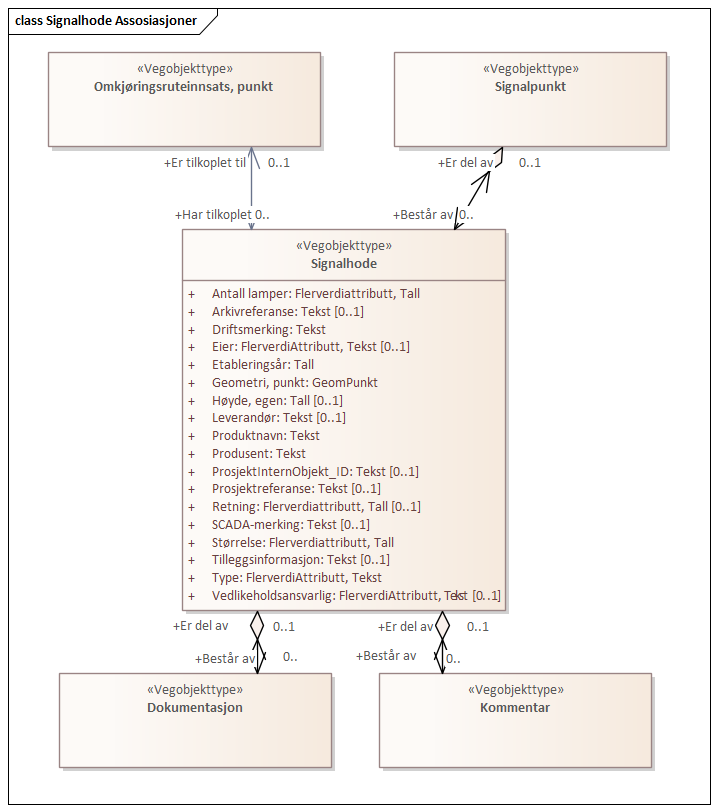 class Signalhode Assosiasjoner
«Vegobjekttype»
Omkjøringsruteinnsats, punkt
«Vegobjekttype»
Signalpunkt
+Er tilkoplet til 0..1
+Er del av 0..1
+Har tilkoplet 0..
+Består av 0..
«Vegobjekttype»
Signalhode
+ Antall lamper: Flerverdiattributt, Tall
+ Arkivreferanse: Tekst [0..1]
+ Driftsmerking: Tekst
+ Eier: FlerverdiAttributt, Tekst [0..1]
+ Etableringsår: Tall
+ Geometri, punkt: GeomPunkt
+ Høyde, egen: Tall [0..1]
+ Leverandør: Tekst [0..1]
+ Produktnavn: Tekst
+ Produsent: Tekst
+ ProsjektInternObjekt_ID: Tekst [0..1]
+ Prosjektreferanse: Tekst [0..1]
+ Retning: Flerverdiattributt, Tall [0..1]
+ SCADA-merking: Tekst [0..1]
+ Størrelse: Flerverdiattributt, Tall
+ Tilleggsinformasjon: Tekst [0..1]
+ Type: FlerverdiAttributt, Tekst
+ Vedlikeholdsansvarlig: FlerverdiAttributt, Tekst [0..1]
+Er del av 0..1
+Er del av 0..1
+Består av 0..
+Består av 0..
«Vegobjekttype»
Dokumentasjon
«Vegobjekttype»
Kommentar